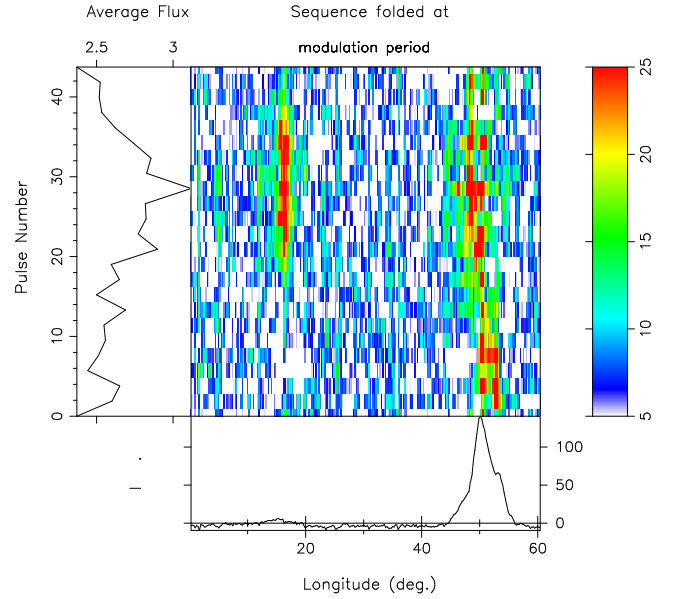 Average Flux
Sequence folded at
2.5 3
modulation period
Pulse Number
0 10 20 30 40
5 10 15 20 25
100
50
0
20 40 60
Longitude (deg.)